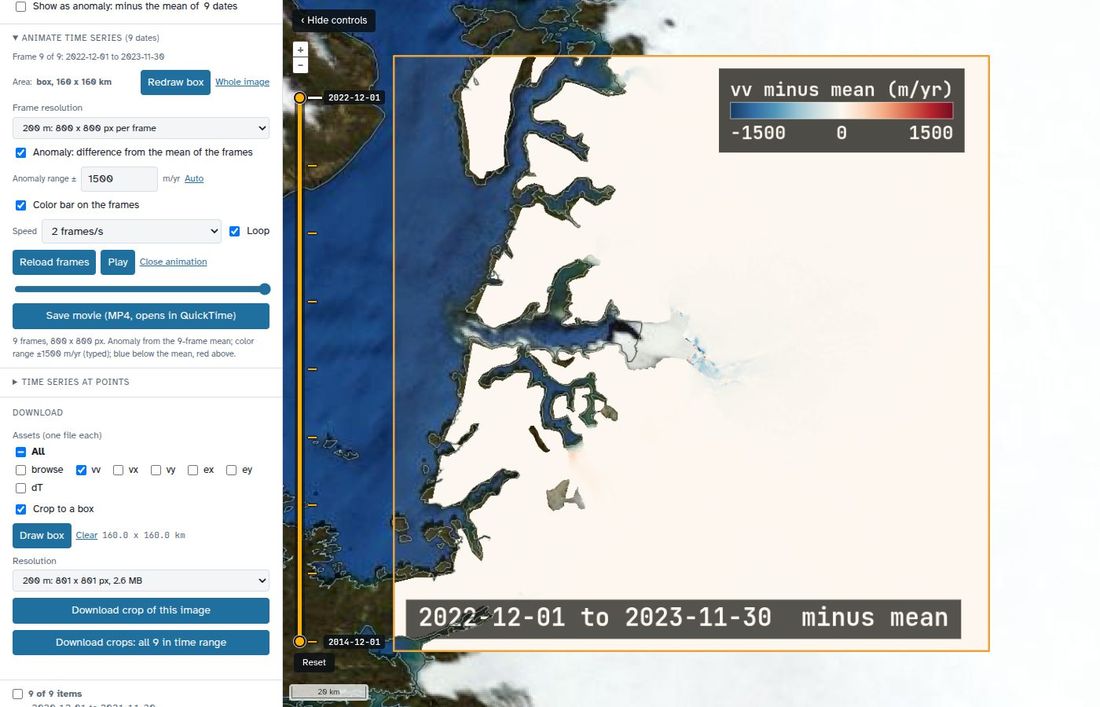 Show as anomaly: minus the mean of 9 dates
▼ ANIMATE TIME SERIES (9 dates)
Frame 9 of 9: 2022-12-01 to 2023-11-30
Area: box, 160 x 160 km
Redraw box
Whole image
Frame resolution
200 m: 800 x 800 px per frame
Anomaly: difference from the mean of the frames
Anomaly range ± 1500 m/yr Auto
Color bar on the frames
Speed 2 frames/s Loop
Reload frames Play Close animation
Save movie (MP4, opens in QuickTime)
9 frames, 800 x 800 px. Anomaly from the 9-frame mean; color
range ±1500 m/yr (typed); blue below the mean, red above.
▶ TIME SERIES AT POINTS
DOWNLOAD
Assets (one file each)
All
browse vv vx vy ex ey
dT
Crop to a box
Draw box Clear 160.0 x 160.0 km
Resolution
200 m: 801 x 801 px, 2.6 MB
Download crop of this image
Download crops: all 9 in time range
9 of 9 items
‹ Hide controls
+
−
2022-12-01
2014-12-01
Reset
20 km
vv minus mean (m/yr)
-1500 0 1500
2022-12-01 to 2023-11-30 minus mean